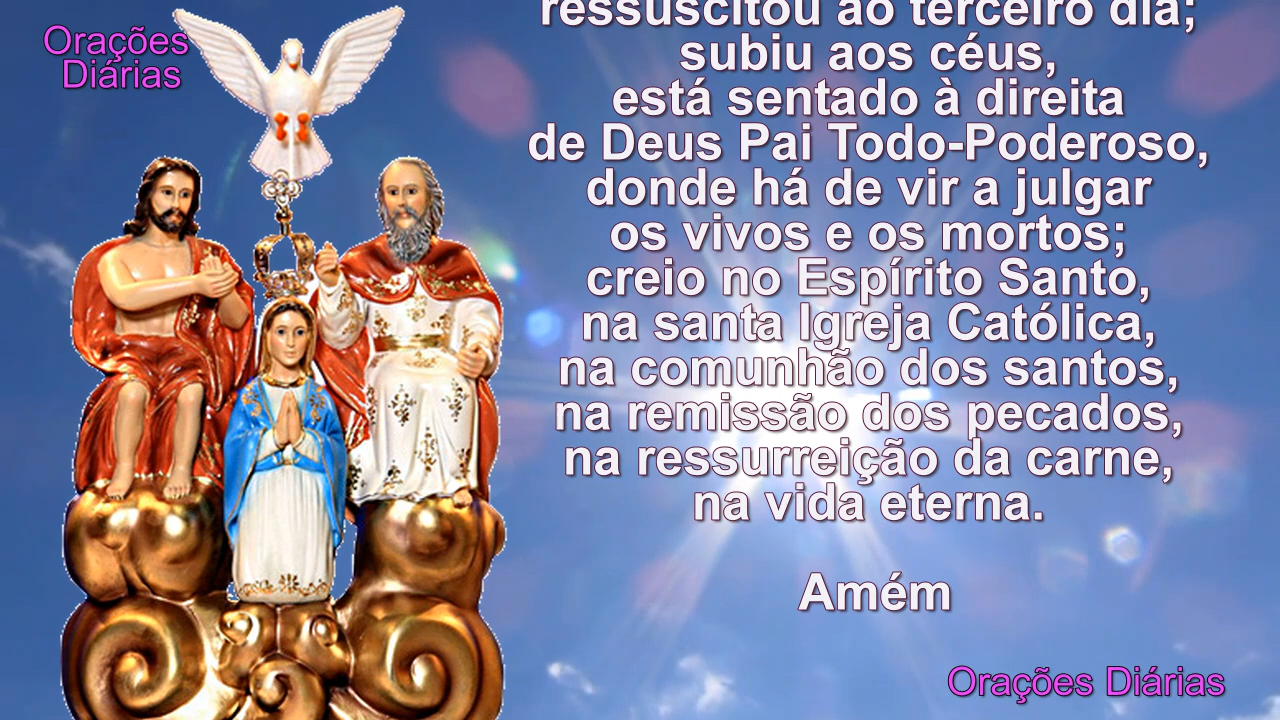 Orações
Diárias
ressuscitou ao terceiro dia;
subiu aos céus,
está sentado à direita
de Deus Pai Todo-Poderoso,
donde há de vir a julgar
os vivos e os mortos;
creio no Espírito Santo,
na santa Igreja Católica,
na comunhão dos santos,
na remissão dos pecados,
na ressurreição da carne,
na vida eterna.
Amém
Orações Diárias